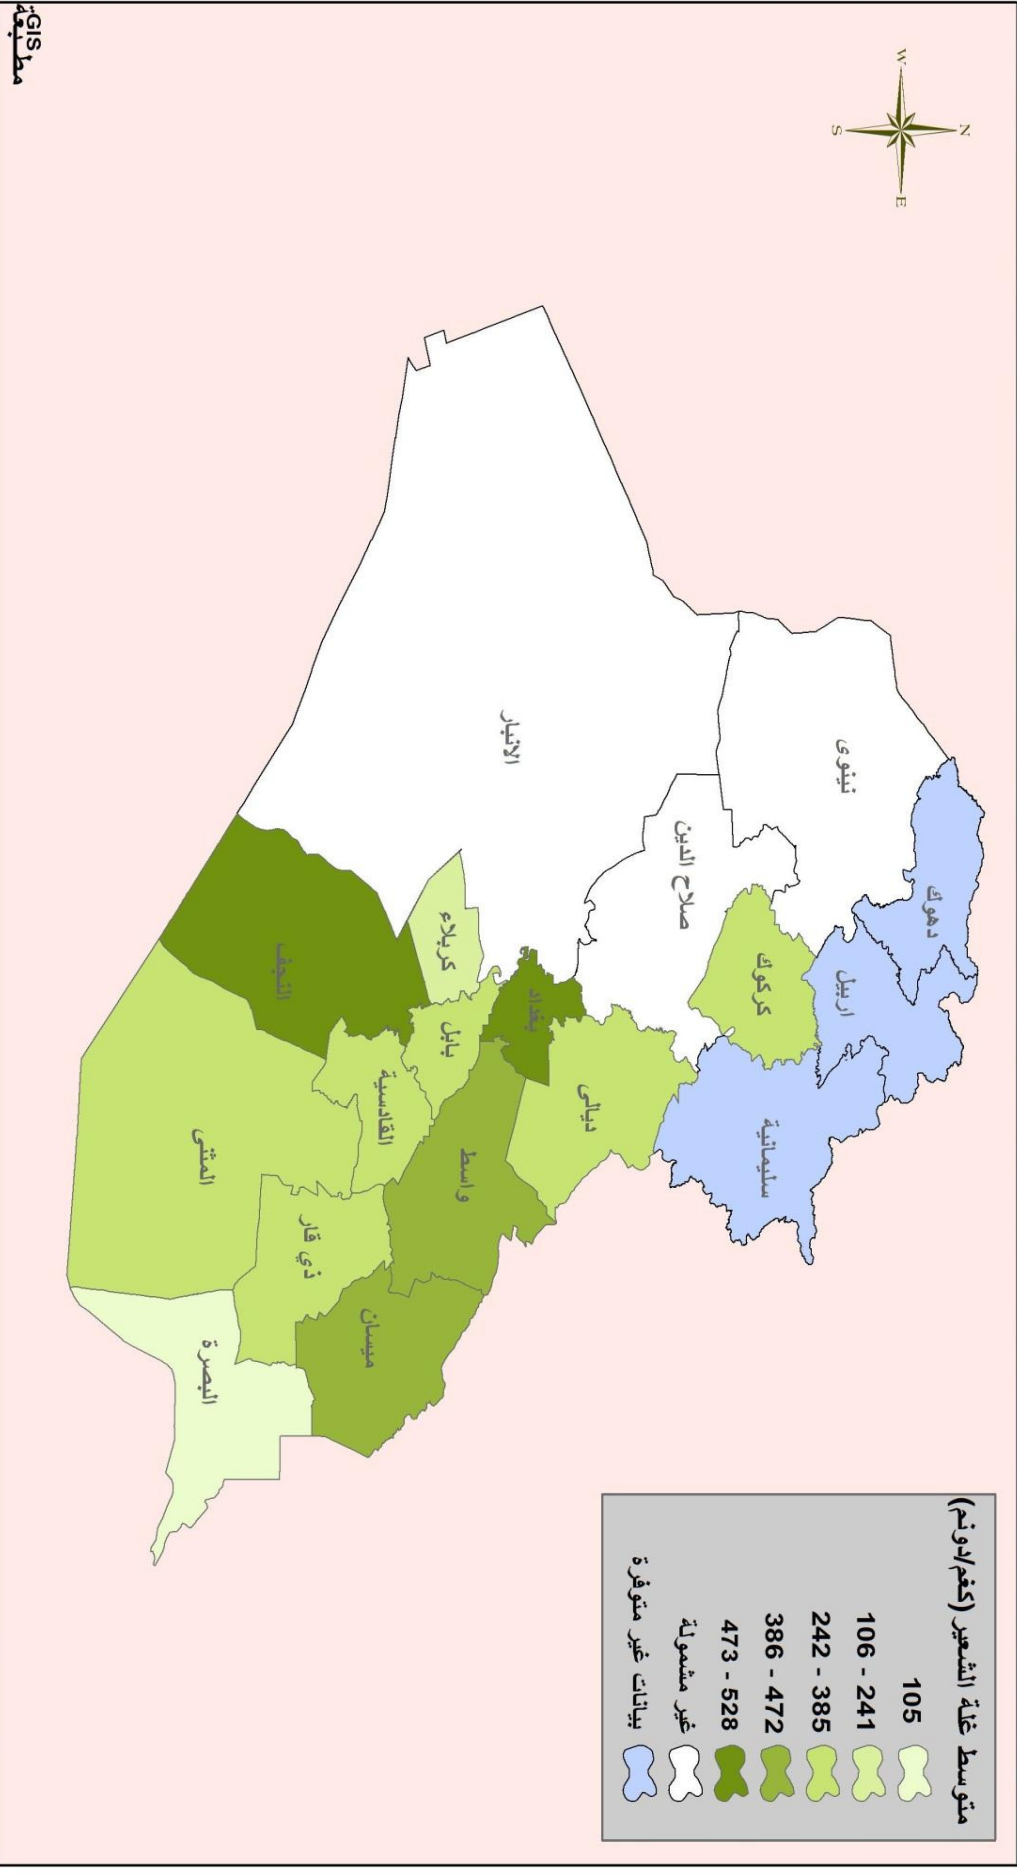 N
W
E
S
دهوك
نينوى
اربيل
سليمانية
كركوك
صلاح الدين
ديالى
الانبار
بغداد
واسط
كربلاء
بابل
القادسية
ميسان
النجف
ذي قار
المثنى
البصرة
متوسط غلة الشعير (كغم/دونم)
105
106 - 241
242 - 385
386 - 472
473 - 528
غير مشمولة
بيانات غير متوفرة
GIS
مطبعة